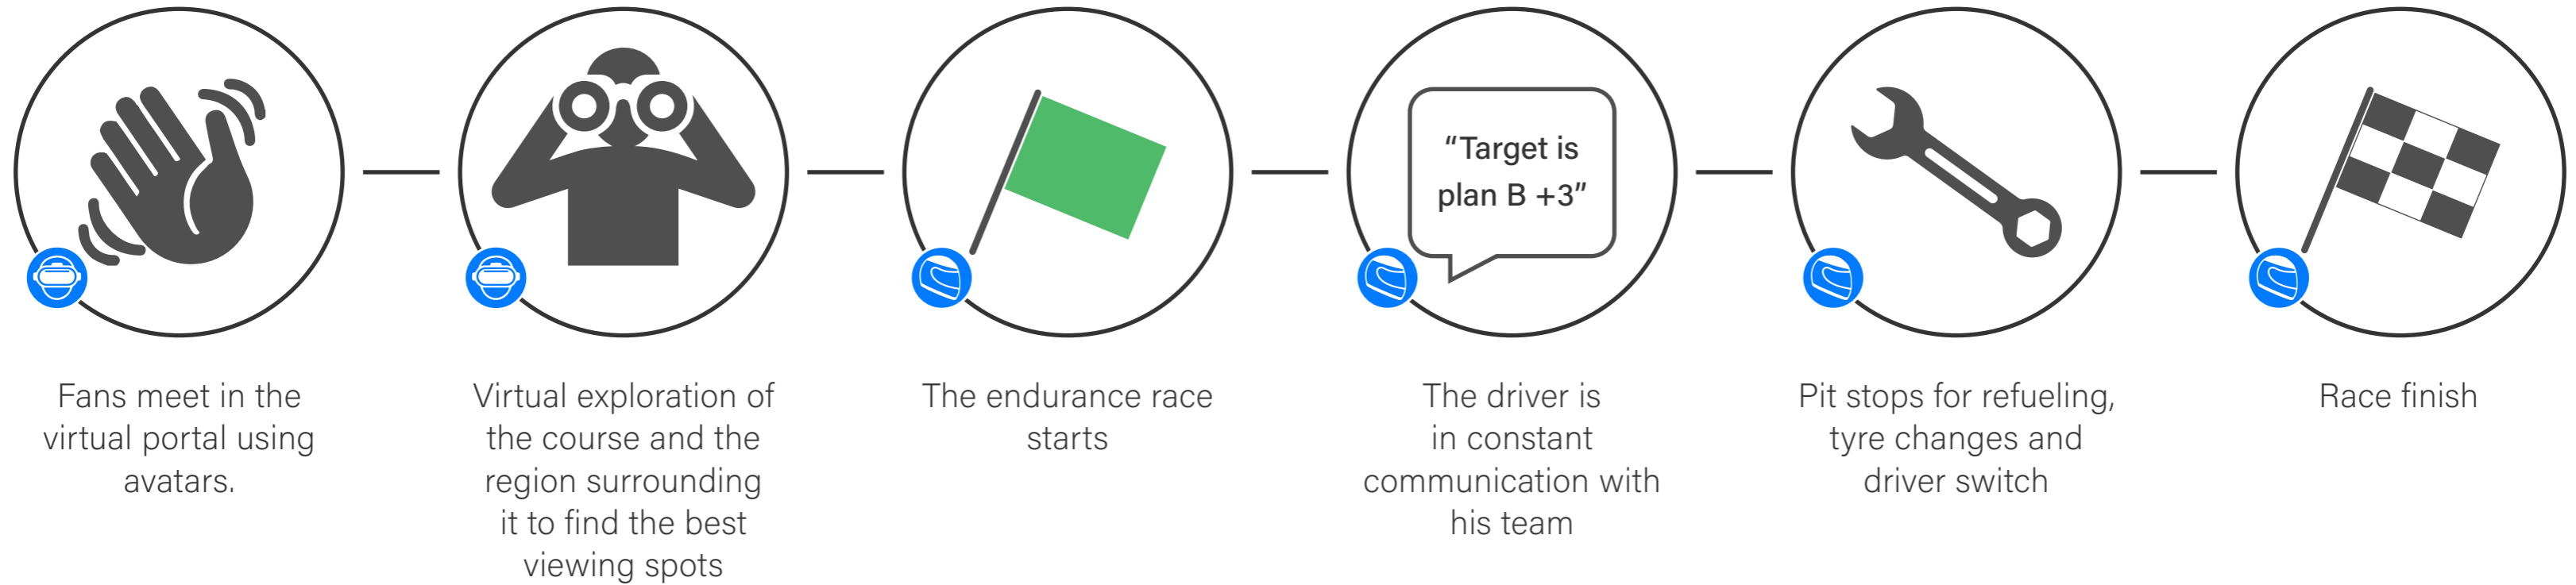 “Target is
plan B +3”
Fans meet in the
virtual portal using
avatars.
Virtual exploration of
the course and the
region surrounding
it to find the best
viewing spots
The endurance race
starts
The driver is
in constant
communication with
his team
Pit stops for refueling,
tyre changes and
driver switch
Race finish